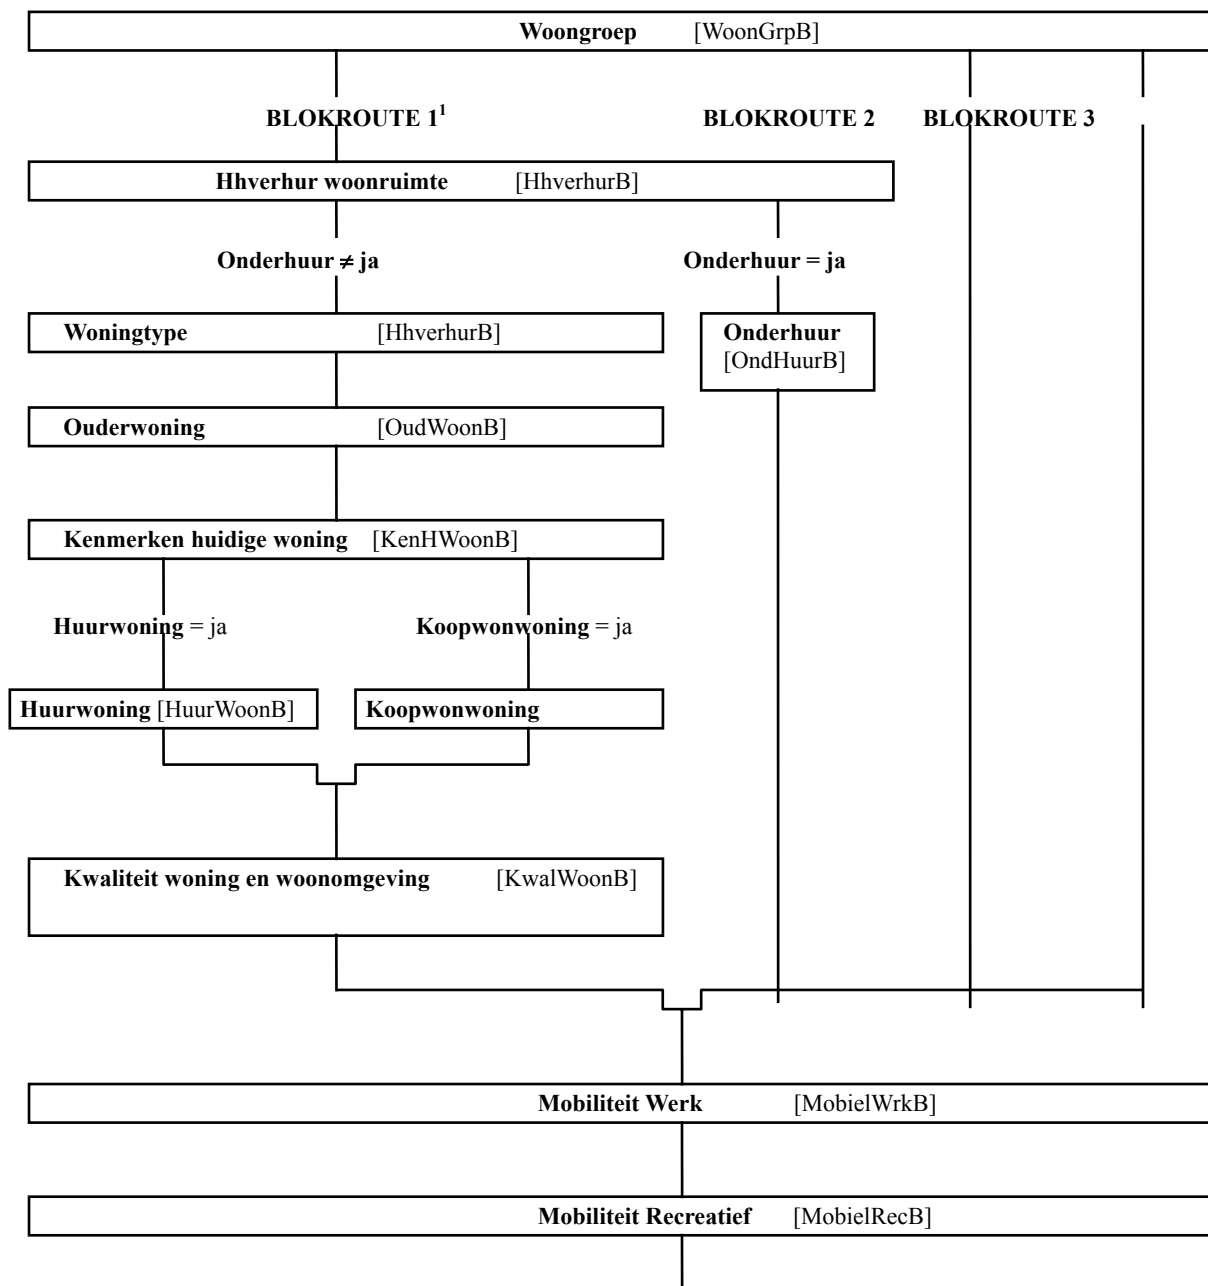 Woongroep [WoonGrpB]
BLOKROUTE 1¹ BLOKROUTE 2 BLOKROUTE 3
Hhverhur woonruimte [HhverhurB]
Onderhuur ≠ ja Onderhuur = ja
Woningtype [HhverhurB] Onderhuur
[OndHuurB]
Ouderwoning [OudWoonB]
Kenmerken huidige woning [KenHWoonB]
Huurwoning = ja Koopwonwoning = ja
Huurwoning [HuurWoonB] Koopwonwoning
Kwaliteit woning en woonomgeving [KwalWoonB]
Mobiliteit Werk [MobielWrkB]
Mobiliteit Recreatief [MobielRecB]